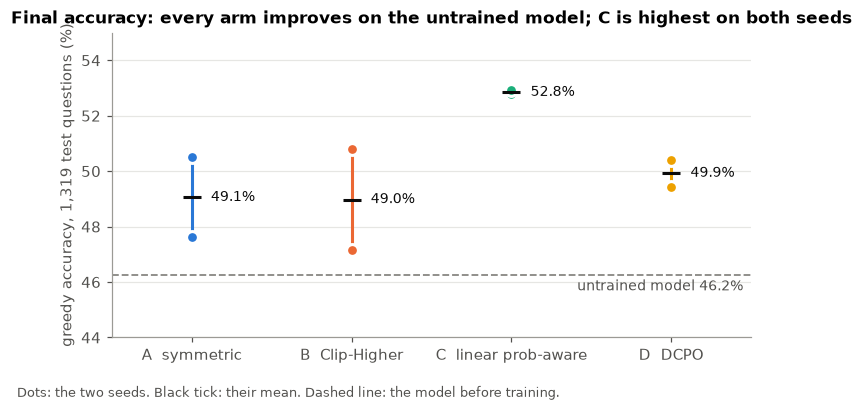 Final accuracy: every arm improves on the untrained model; C is highest on both seeds
greedy accuracy, 1,319 test questions (%)
54
52
50
48
46
44
52.8%
49.1%
49.0%
49.9%
untrained model 46.2%
A symmetric
B Clip-Higher
C linear prob-aware
D DCPO
Dots: the two seeds. Black tick: their mean. Dashed line: the model before training.